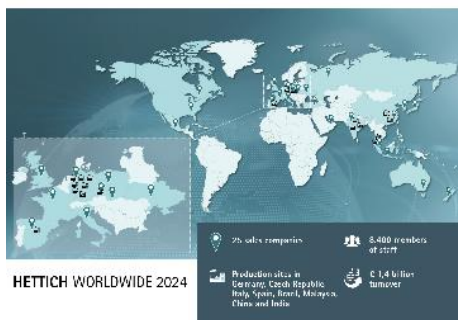 25 sales companies
8.400 members
of staff
Production sites in
Germany, Czech Republic
Italy, Spain, Brazil, Malaysia,
China and India
€ 1,4 billion
turnover
HETTICH WORLDWIDE 2024